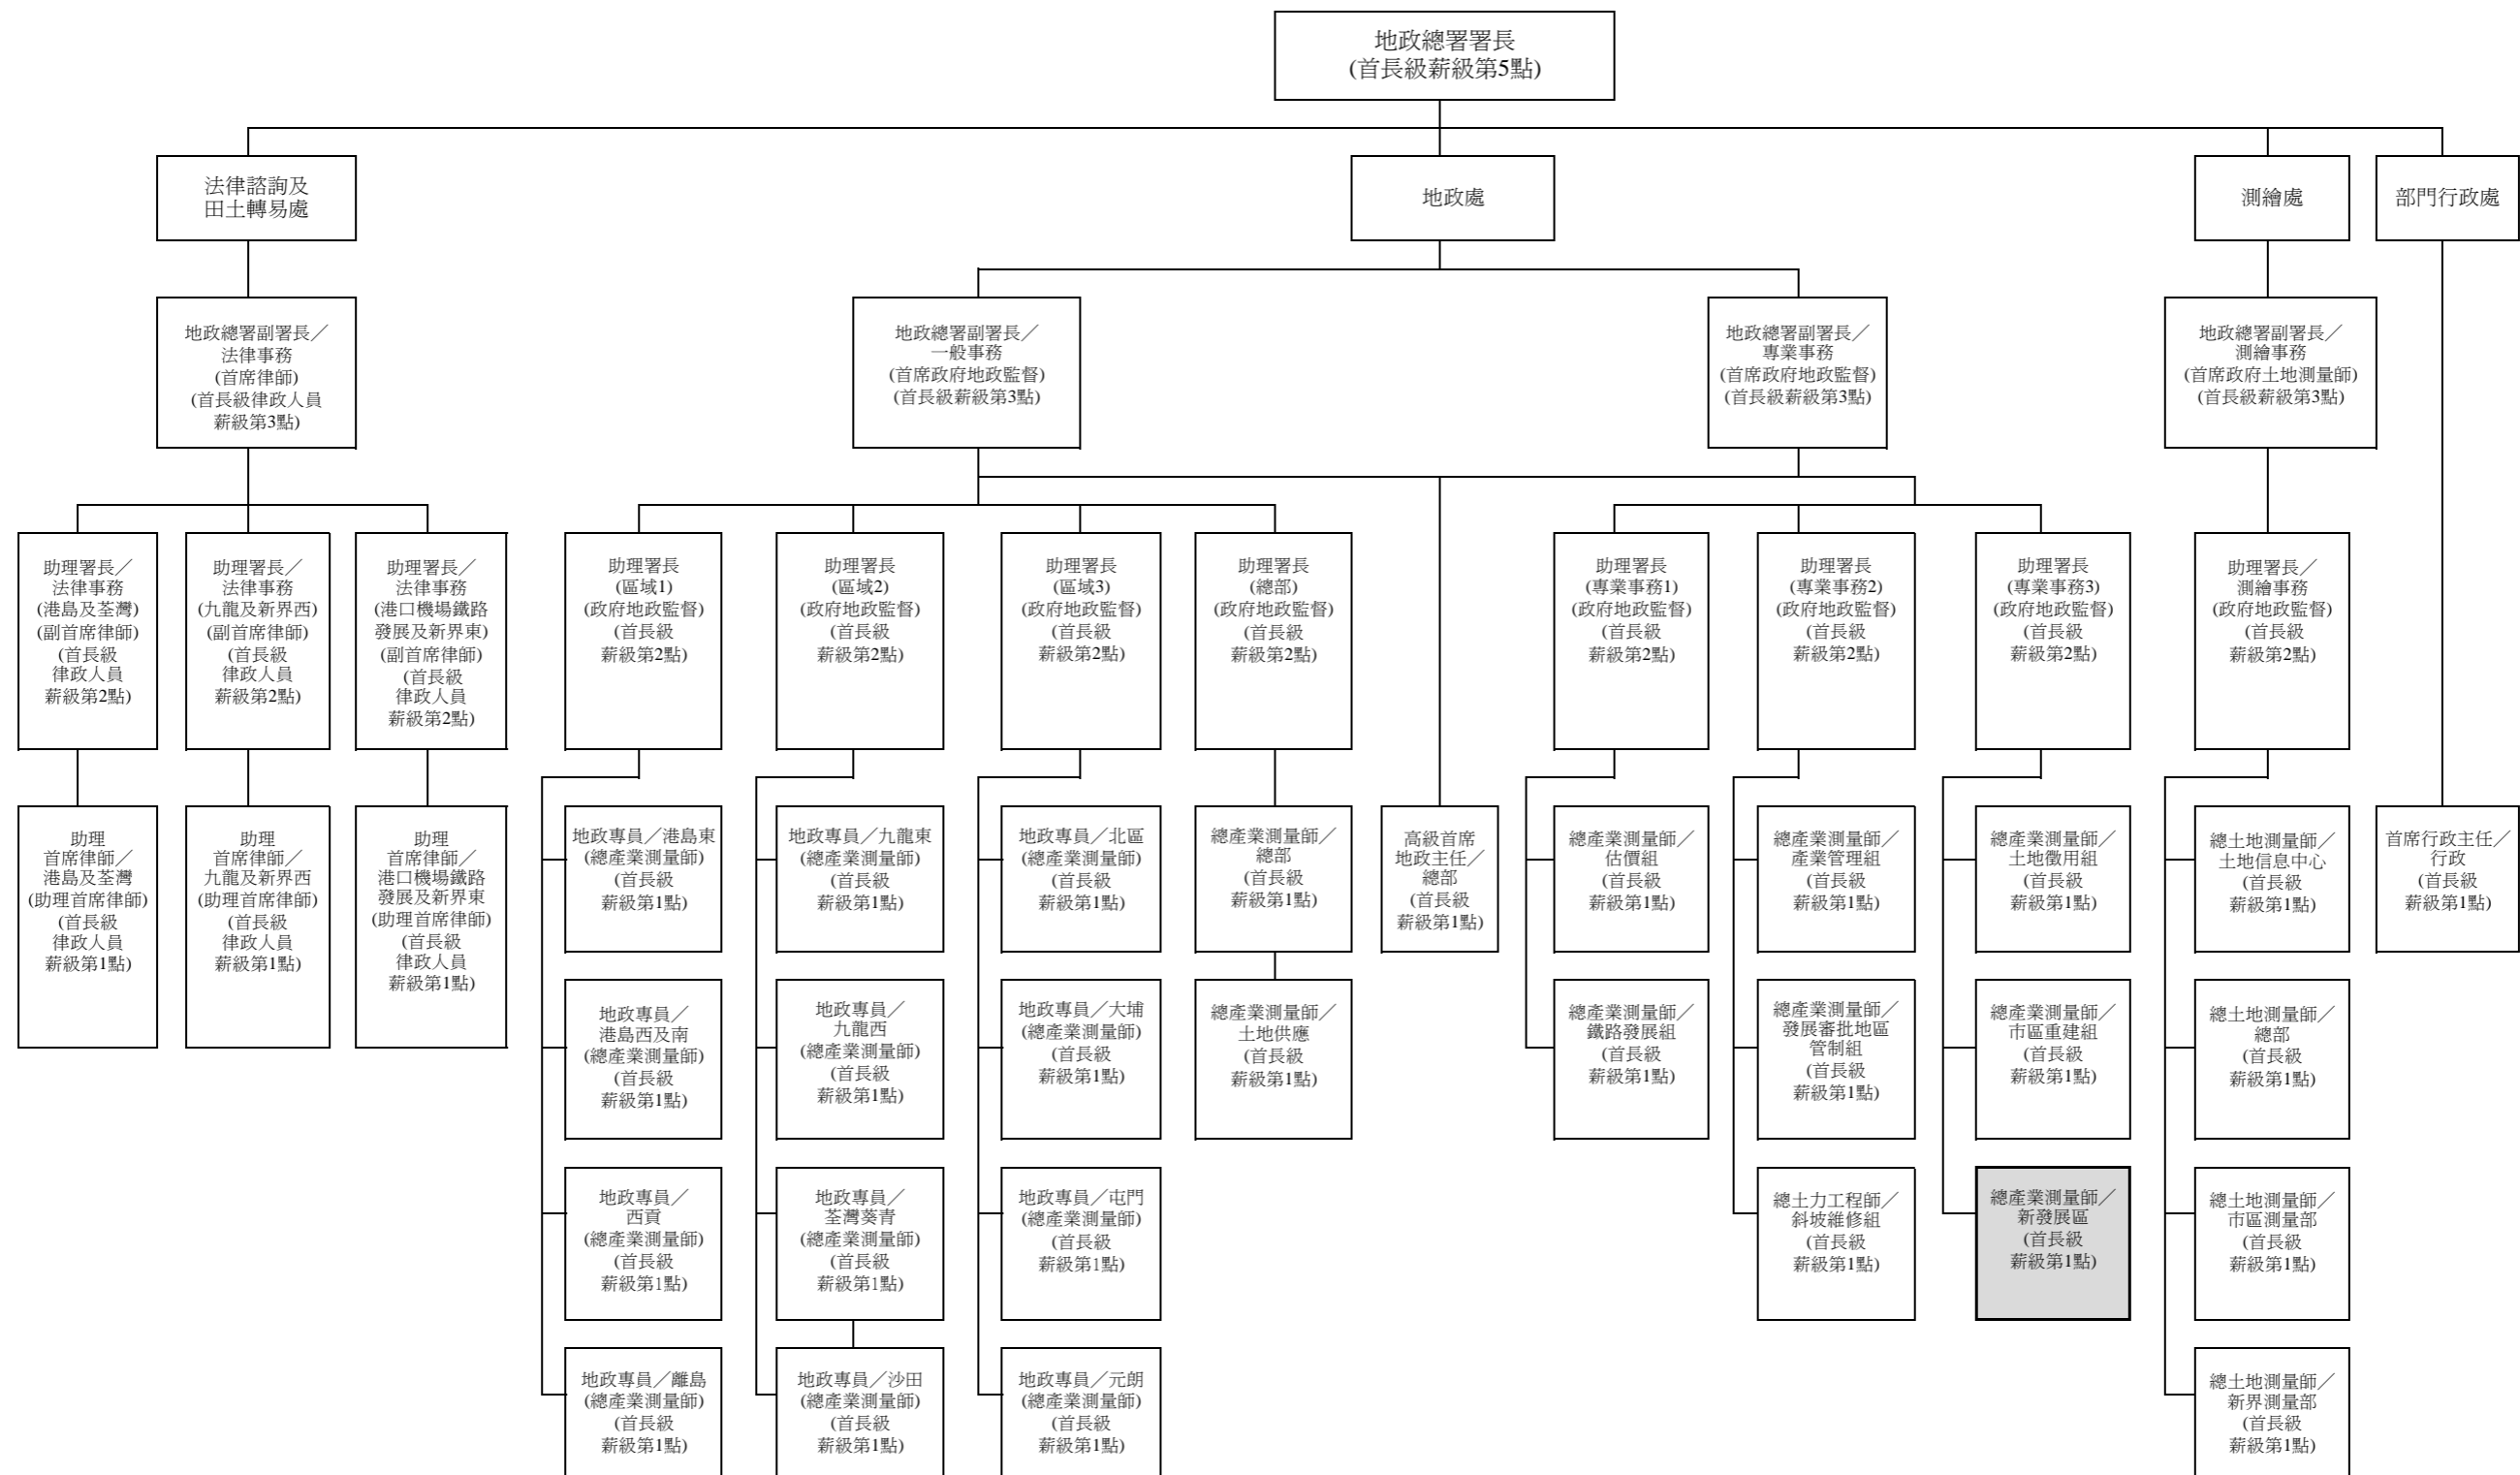 地政總署署長
(首長級薪級第5點)
法律諮詢及
田土轉易處
地政處
測繪處
部門行政處
地政總署副署長／
法律事務
(首席律師)
(首長級律政人員
薪級第3點)
地政總署副署長／
一般事務
(首席政府地政監督)
(首長級薪級第3點)
地政總署副署長／
專業事務
(首席政府地政監督)
(首長級薪級第3點)
地政總署副署長／
測繪事務
(首席政府土地測量師)
(首長級薪級第3點)
助理署長／
法律事務
(港島及荃灣)
(副首席律師)
(首長級
律政人員
薪級第2點)
助理署長／
法律事務
(九龍及新界西)
(副首席律師)
(首長級
律政人員
薪級第2點)
助理署長／
法律事務
(港口機場鐵路
發展及新界東)
(副首席律師)
(首長級
律政人員
薪級第2點)
助理署長
(區域1)
(政府地政監督)
(首長級
薪級第2點)
助理署長
(區域2)
(政府地政監督)
(首長級
薪級第2點)
助理署長
(區域3)
(政府地政監督)
(首長級
薪級第2點)
助理署長
(總部)
(政府地政監督)
(首長級
薪級第2點)
助理署長
(專業事務1)
(政府地政監督)
(首長級
薪級第2點)
助理署長
(專業事務2)
(政府地政監督)
(首長級
薪級第2點)
助理署長
(專業事務3)
(政府地政監督)
(首長級
薪級第2點)
助理署長／
測繪事務
(政府地政監督)
(首長級
薪級第2點)
助理
首席律師／
港島及荃灣
(助理首席律師)
(首長級
律政人員
薪級第1點)
助理
首席律師／
九龍及新界西
(助理首席律師)
(首長級
律政人員
薪級第1點)
助理
首席律師／
港口機場鐵路
發展及新界東
(助理首席律師)
(首長級
律政人員
薪級第1點)
地政專員／港島東
(總產業測量師)
(首長級
薪級第1點)
地政專員／九龍東
(總產業測量師)
(首長級
薪級第1點)
地政專員／北區
(總產業測量師)
(首長級
薪級第1點)
總產業測量師／
總部
(首長級
薪級第1點)
高級首席
地政主任／
總部
(首長級
薪級第1點)
總產業測量師／
估價組
(首長級
薪級第1點)
總產業測量師／
產業管理組
(首長級
薪級第1點)
總產業測量師／
土地徵用組
(首長級
薪級第1點)
總土地測量師／
土地信息中心
(首長級
薪級第1點)
首席行政主任／
行政
(首長級
薪級第1點)
地政專員／
港島西及南
(總產業測量師)
(首長級
薪級第1點)
地政專員／
九龍西
(總產業測量師)
(首長級
薪級第1點)
地政專員／大埔
(總產業測量師)
(首長級
薪級第1點)
總產業測量師／
土地供應
(首長級
薪級第1點)
總產業測量師／
鐵路發展組
(首長級
薪級第1點)
總產業測量師／
發展審批地區
管制組
(首長級
薪級第1點)
總產業測量師／
市區重建組
(首長級
薪級第1點)
總土地測量師／
總部
(首長級
薪級第1點)
地政專員／
西貢
(總產業測量師)
(首長級
薪級第1點)
地政專員／
荃灣葵青
(總產業測量師)
(首長級
薪級第1點)
地政專員／屯門
(總產業測量師)
(首長級
薪級第1點)
總土力工程師／
斜坡維修組
(首長級
薪級第1點)
總產業測量師／
新發展區
(首長級
薪級第1點)
總土地測量師／
市區測量部
(首長級
薪級第1點)
地政專員／離島
(總產業測量師)
(首長級
薪級第1點)
地政專員／沙田
(總產業測量師)
(首長級
薪級第1點)
地政專員／元朗
(總產業測量師)
(首長級
薪級第1點)
總土地測量師／
新界測量部
(首長級
薪級第1點)